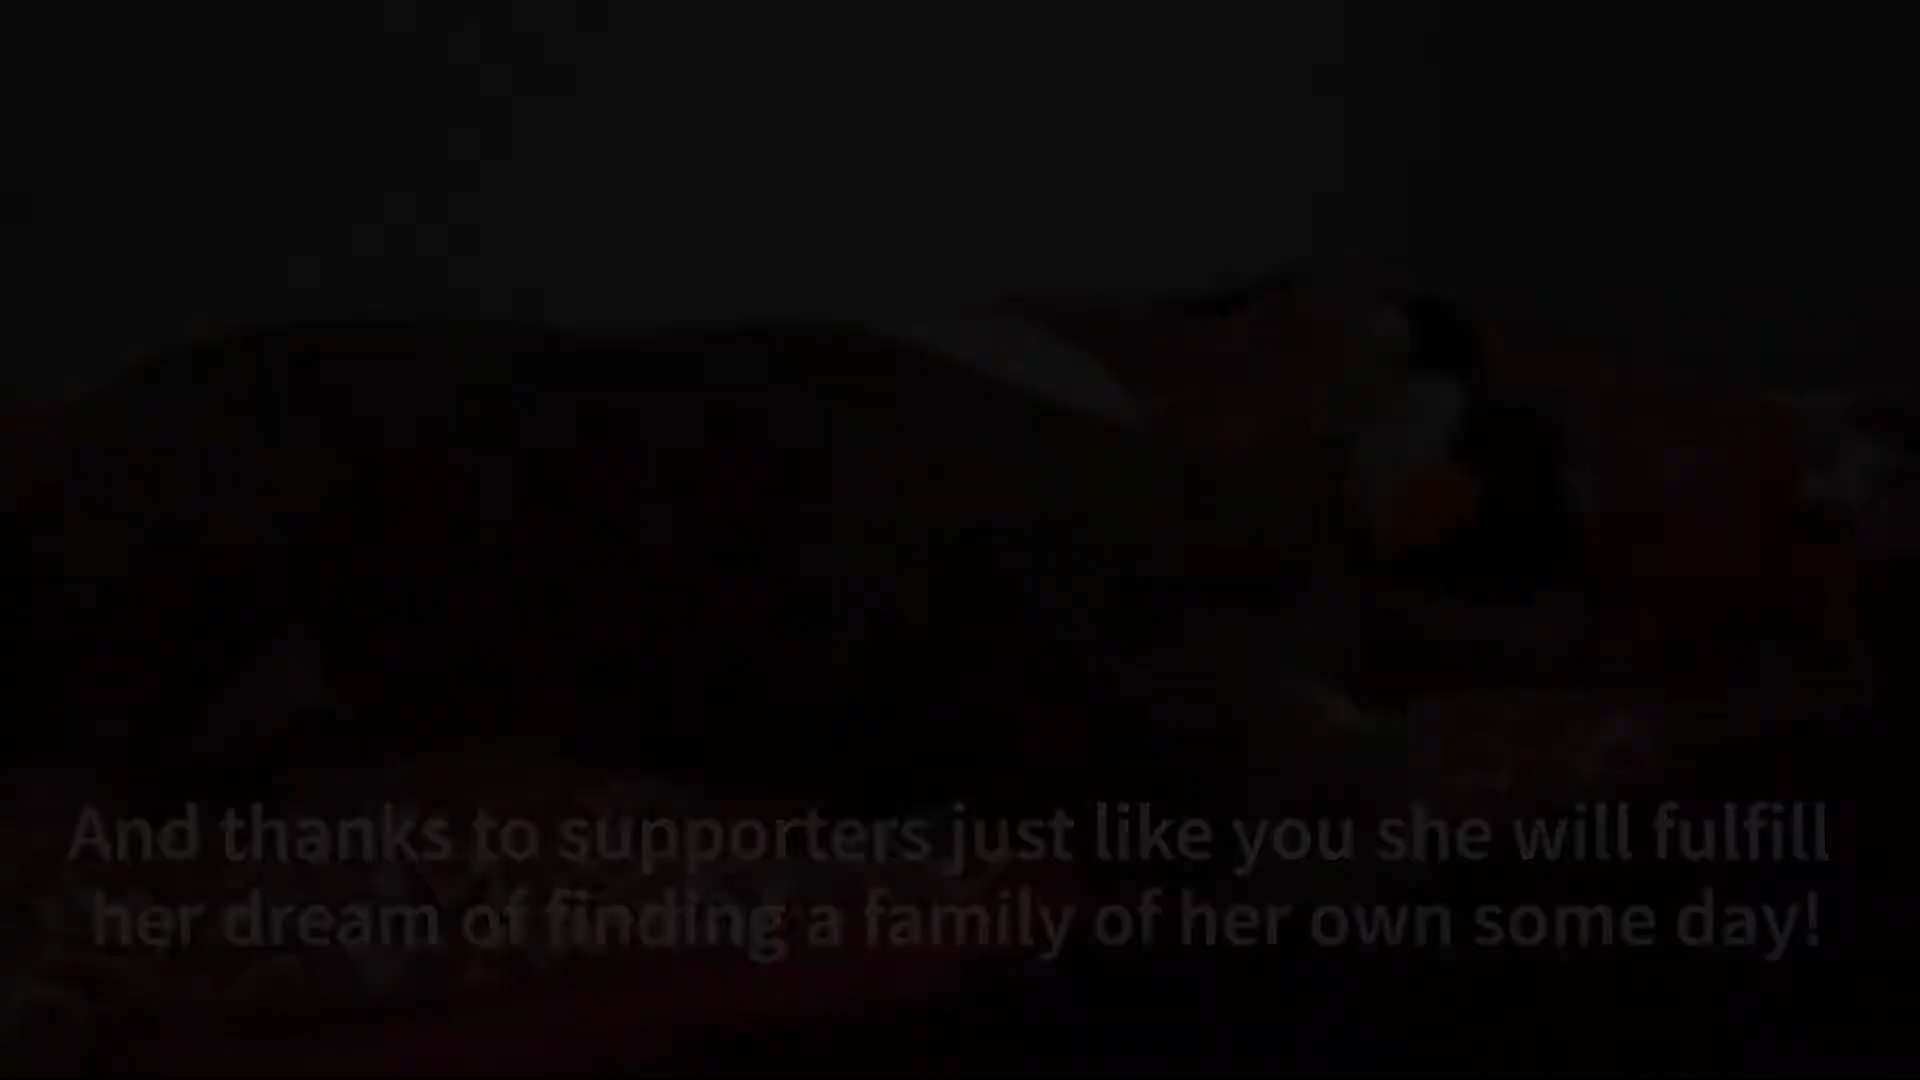 And thanks to supporters just like you she will fulfill
her dream of finding a family of her own some day!